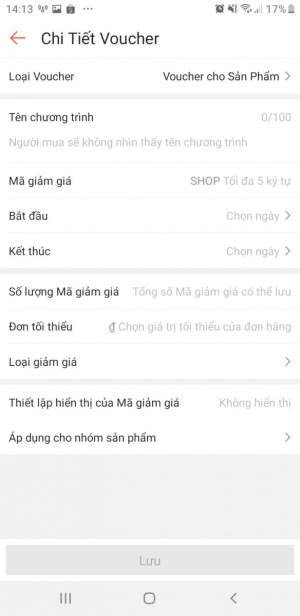 14:13 17%
Chi Tiết Voucher
Loại Voucher Voucher cho Sản Phẩm
Tên chương trình 0/100
Người mua sẽ không nhìn thấy tên chương trình
Mã giảm giá SHOP Tối đa 5 ký tự
Bắt đầu Chọn ngày
Kết thúc Chọn ngày
Số lượng Mã giảm giá Tổng số Mã giảm giá có thể lưu
Đơn tối thiểu ₫ Chọn giá trị tối thiểu của đơn hàng
Loại giảm giá
Thiết lập hiển thị của Mã giảm giá Không hiển thị
Áp dụng cho nhóm sản phẩm
Lưu